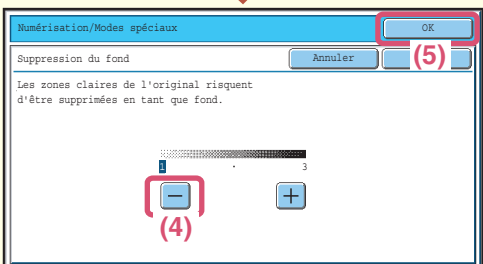 Numérisation/Modes spéciaux
OK
Suppression du fond
Annuler
(5)
Les zones claires de l'original risquent
d'être supprimées en tant que fond.
1 · 3
− +
(4)